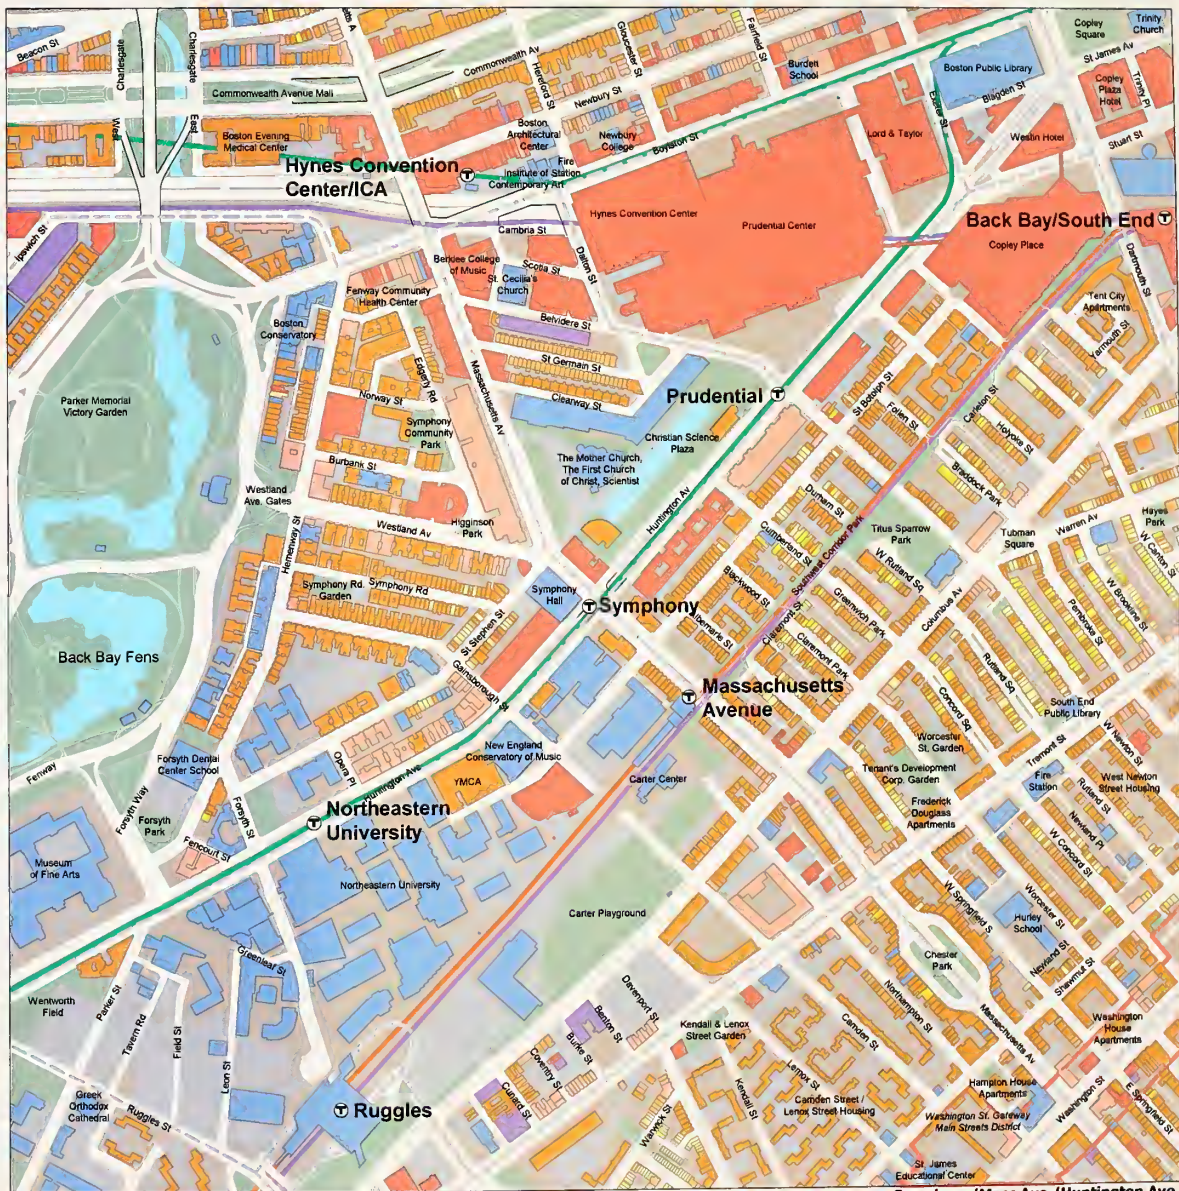 Beacon St
Charlesgate
West
Charlesgate
East
Commonwealth Av
Commonwealth Avenue Mall
Hereford St
Gloucester St
Fairfield St
Newbury St
Burdett
School
Boston Public Library
Copley
Square
Trinity
Church
St James Av
Copley
Plaza
Hotel
Trinity Pl
Blagden St
Exeter St
Stuart St
Westin Hotel
Lord & Taylor
Boston Evening
Medical Center
Boston
Architectural
Center
Newbury
College
Boylston St
Fire
Station
Institute of
Contemporary Art
Hynes Convention
Center/ICA
Hynes Convention Center
Prudential Center
Back Bay/South End
Copley Place
Dartmouth St
Ipswich St
Cambria St
Berklee College
of Music
Scotia St
St. Cecilia's
Church
Dalton St
Fenway Community
Health Center
Belvidere St
Boston
Conservatory
Tent City
Apartments
Yarmouth St
St Germain St
Clearway St
Massachusetts Av
Edgerly Rd
Norway St
Symphony
Community
Park
Parker Memorial
Victory Garden
Prudential
Christian Science
Plaza
The Mother Church,
The First Church
of Christ, Scientist
Huntington Av
St Botolph St
Follen St
Carleton St
Holyoke St
Braddock Park
Burbank St
Westland
Ave. Gates
Westland Av
Higginson
Park
Hemenway St
Durham St
Cumberland St
Blackwood St
Southwest Corridor Park
Titus Sparrow
Park
W Rutland Sq
Tubman
Square
Warren Av
Hayes
Park
W Canton St
W Brookline St
Pembroke St
Columbus Av
Greenwich Park
Claremont St
Claremont Park
Albemarle St
Symphony Rd.
Garden
Symphony Rd
Symphony
Hall
Symphony
St Stephen St
Gainsborough St
Back Bay Fens
Massachusetts
Avenue
Rutland Sq
Concord Sq
Worcester
St. Garden
South End
Public Library
W Newton St
Tremont St
Tenant's Development
Corp. Garden
Fire
Station
West Newton
Street Housing
Rutland St
Newland Pl
W Concord St
Frederick
Douglass
Apartments
Fenway
Forsyth Dental
Center School
Forsyth Way
Forsyth
Park
Forsyth St
Opera Pl
Huntington Ave
New England
Conservatory of Music
YMCA
Carter Center
Northeastern
University
Fencourt St
Museum
of Fine Arts
Northeastern University
Carter Playground
W Springfield S
Worcester St
Hurley
School
Newland St
Shawmut St
Chester
Park
Massachusetts Av
Washington
House
Apartments
Greenleaf St
Wentworth
Field
Parker St
Tavern Rd
Field St
Leon St
Davenport St
Northampton St
Camden St
Kendall & Lenox
Street Garden
Benton St
Burke St
Coventry St
Cunard St
Kendall St
Lenox St
Camden Street /
Lenox Street Housing
Warwick St
Hampton House
Apartments
Washington St. Gateway
Main Streets District
Washington St
E Springfield St
Greek
Orthodox
Cathedral
Ruggles St
Ruggles
St. James
Educational Center